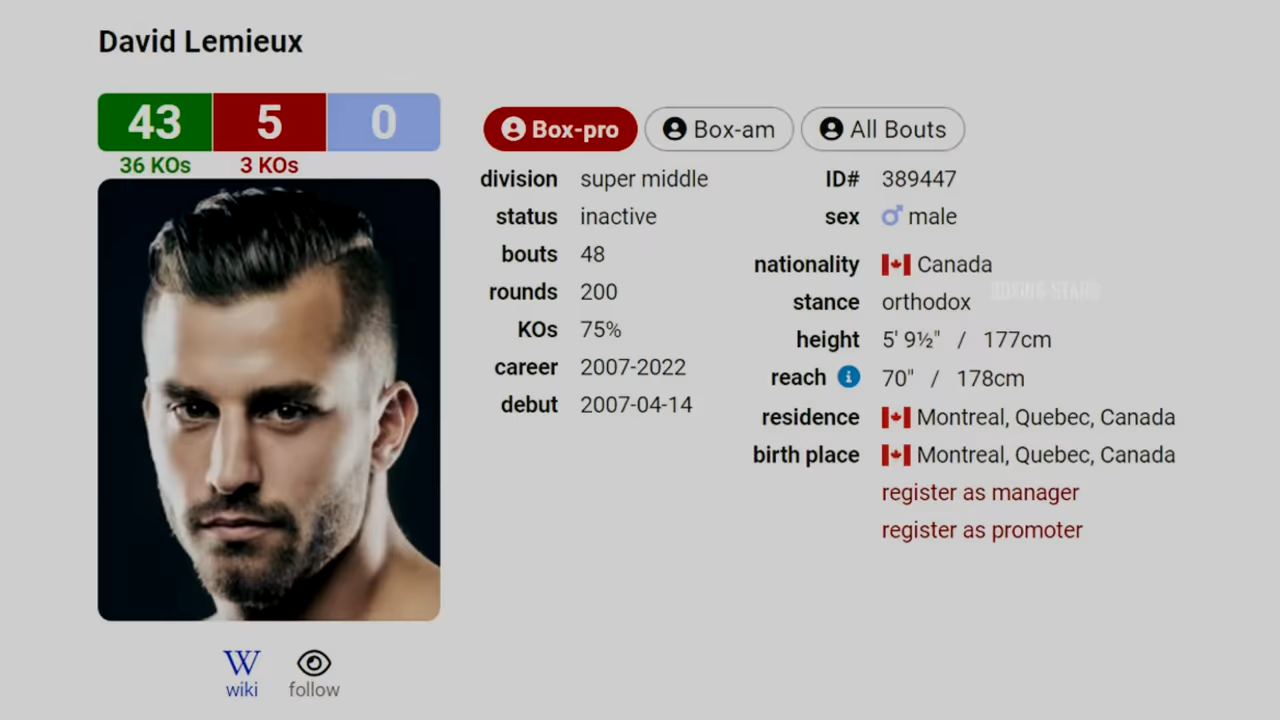 David Lemieux
43 5 0
36 KOs 3 KOs
Box-pro Box-am All Bouts
division super middle
status inactive
bouts 48
rounds 200
KOs 75%
career 2007-2022
debut 2007-04-14
ID# 389447
sex male
nationality Canada
stance orthodox
height 5' 9½" / 177cm
reach 70" / 178cm
residence Montreal, Quebec, Canada
birth place Montreal, Quebec, Canada
register as manager
register as promoter
W
wiki follow